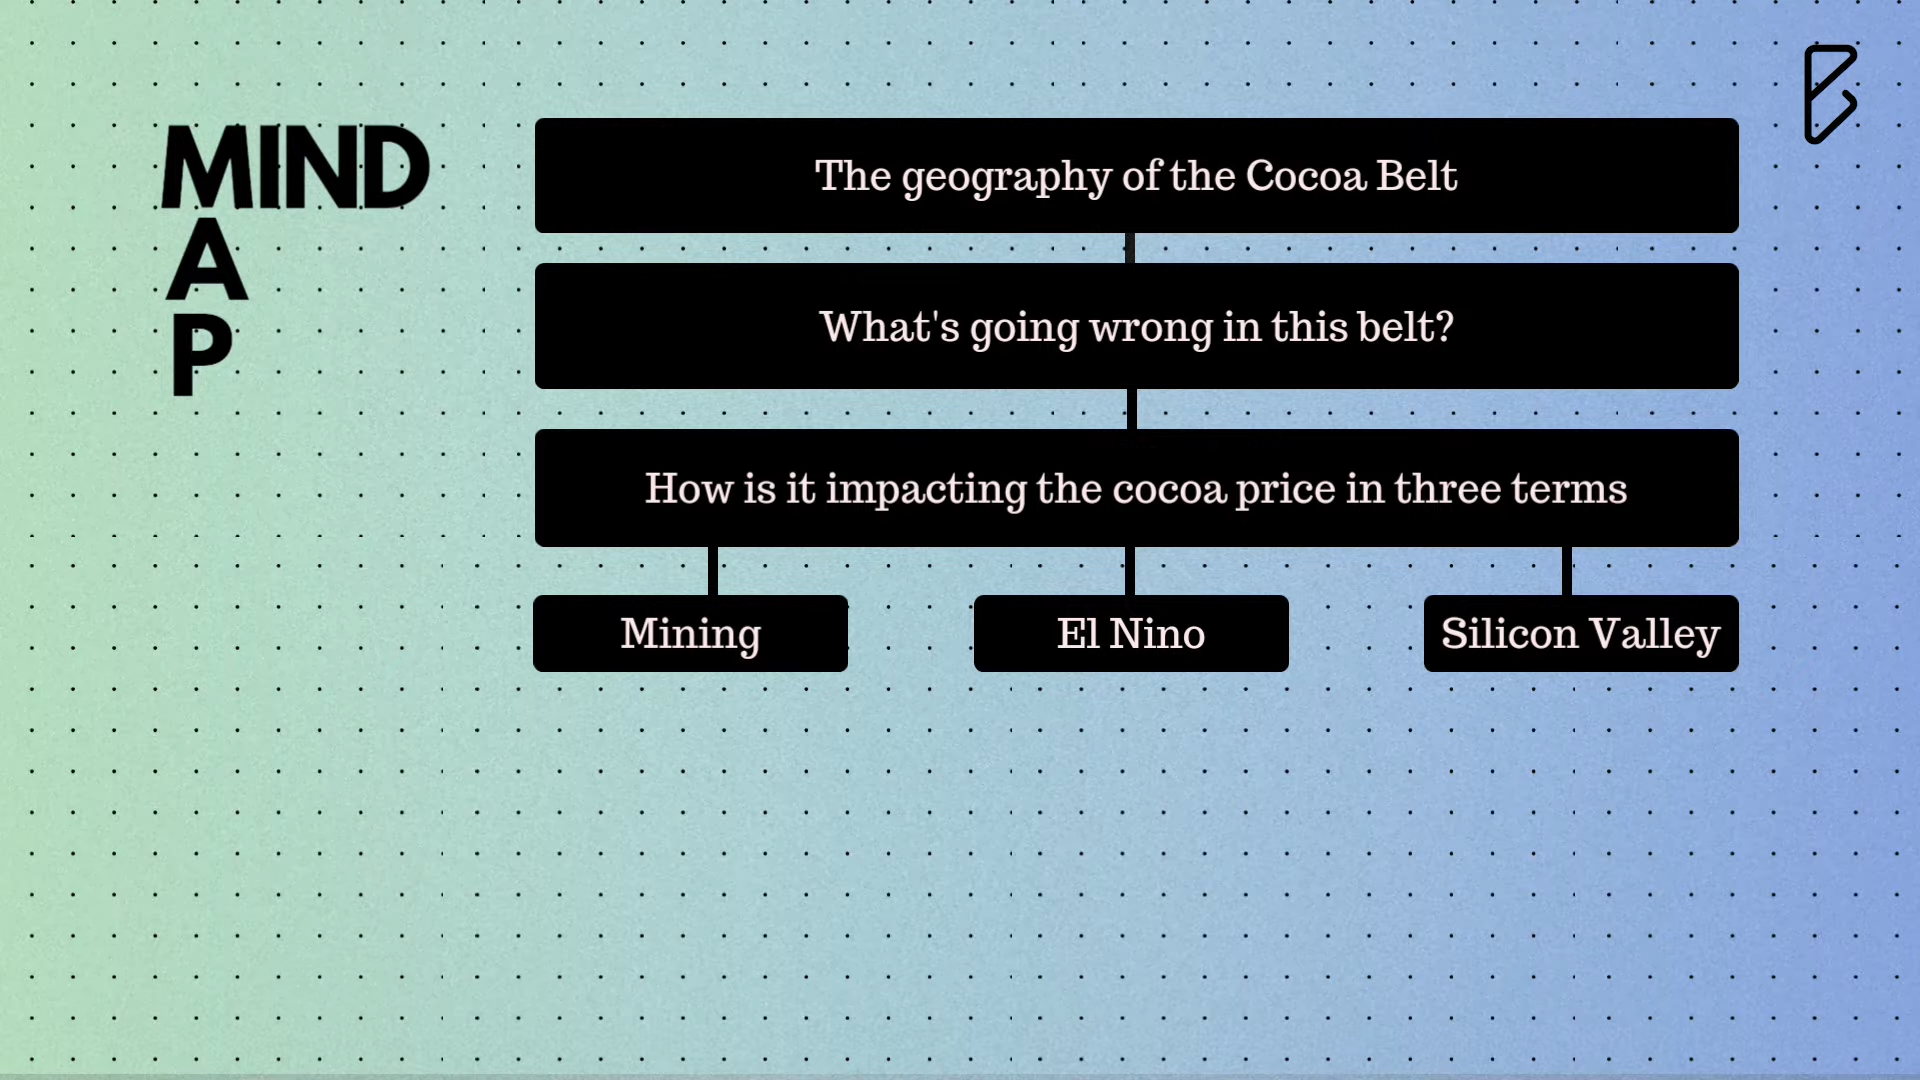 MIND
A
P
The geography of the Cocoa Belt
What's going wrong in this belt?
How is it impacting the cocoa price in three terms
Mining
El Nino
Silicon Valley